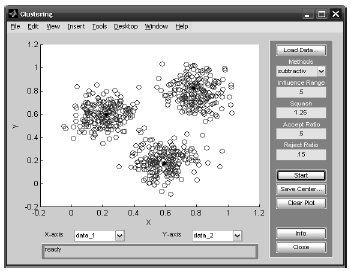 Clustering
File Edit View Insert Tools Desktop Window Help
1.2
1
0.8
0.6
0.4
0.2
0
-0.2
-0.2 0 0.2 0.4 0.6 0.8 1 1.2
Y
X
X-axis data_1 Y-axis data_2
ready
Load Data...
Methods
subtractiv
Influence Range
.5
Squash
1.25
Accept Ratio
.5
Reject Ratio
.15
Start
Save Center...
Clear Plot
Info
Close